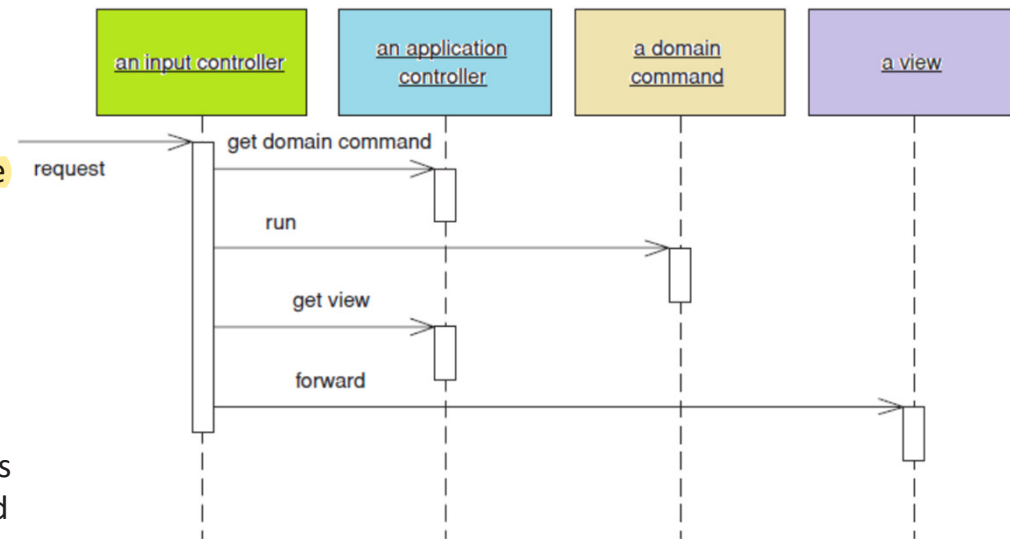 an input controller
an application
controller
a domain
command
a view
get domain command
e
request
run
get view
forward
s
d